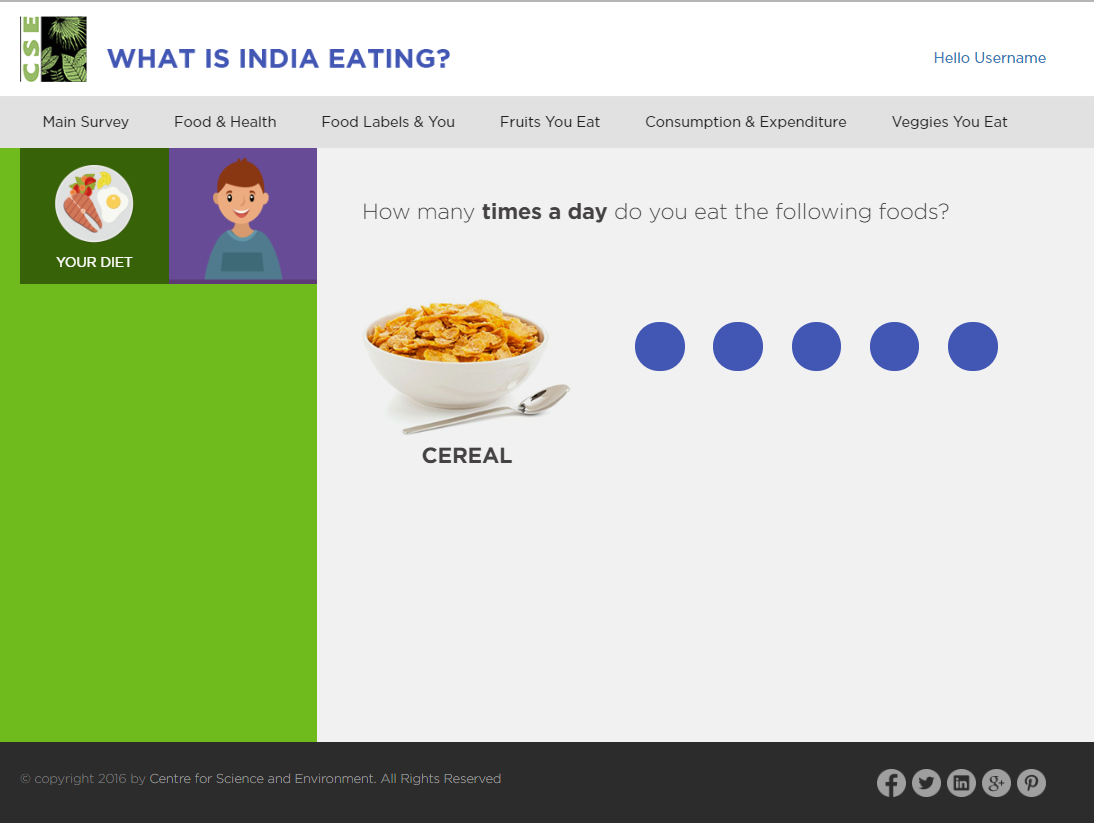 CSE
WHAT IS INDIA EATING?
Hello Username
Main Survey
Food & Health
Food Labels & You
Fruits You Eat
Consumption & Expenditure
Veggies You Eat
YOUR DIET
How many times a day do you eat the following foods?
CEREAL
© copyright 2016 by Centre for Science and Environment. All Rights Reserved